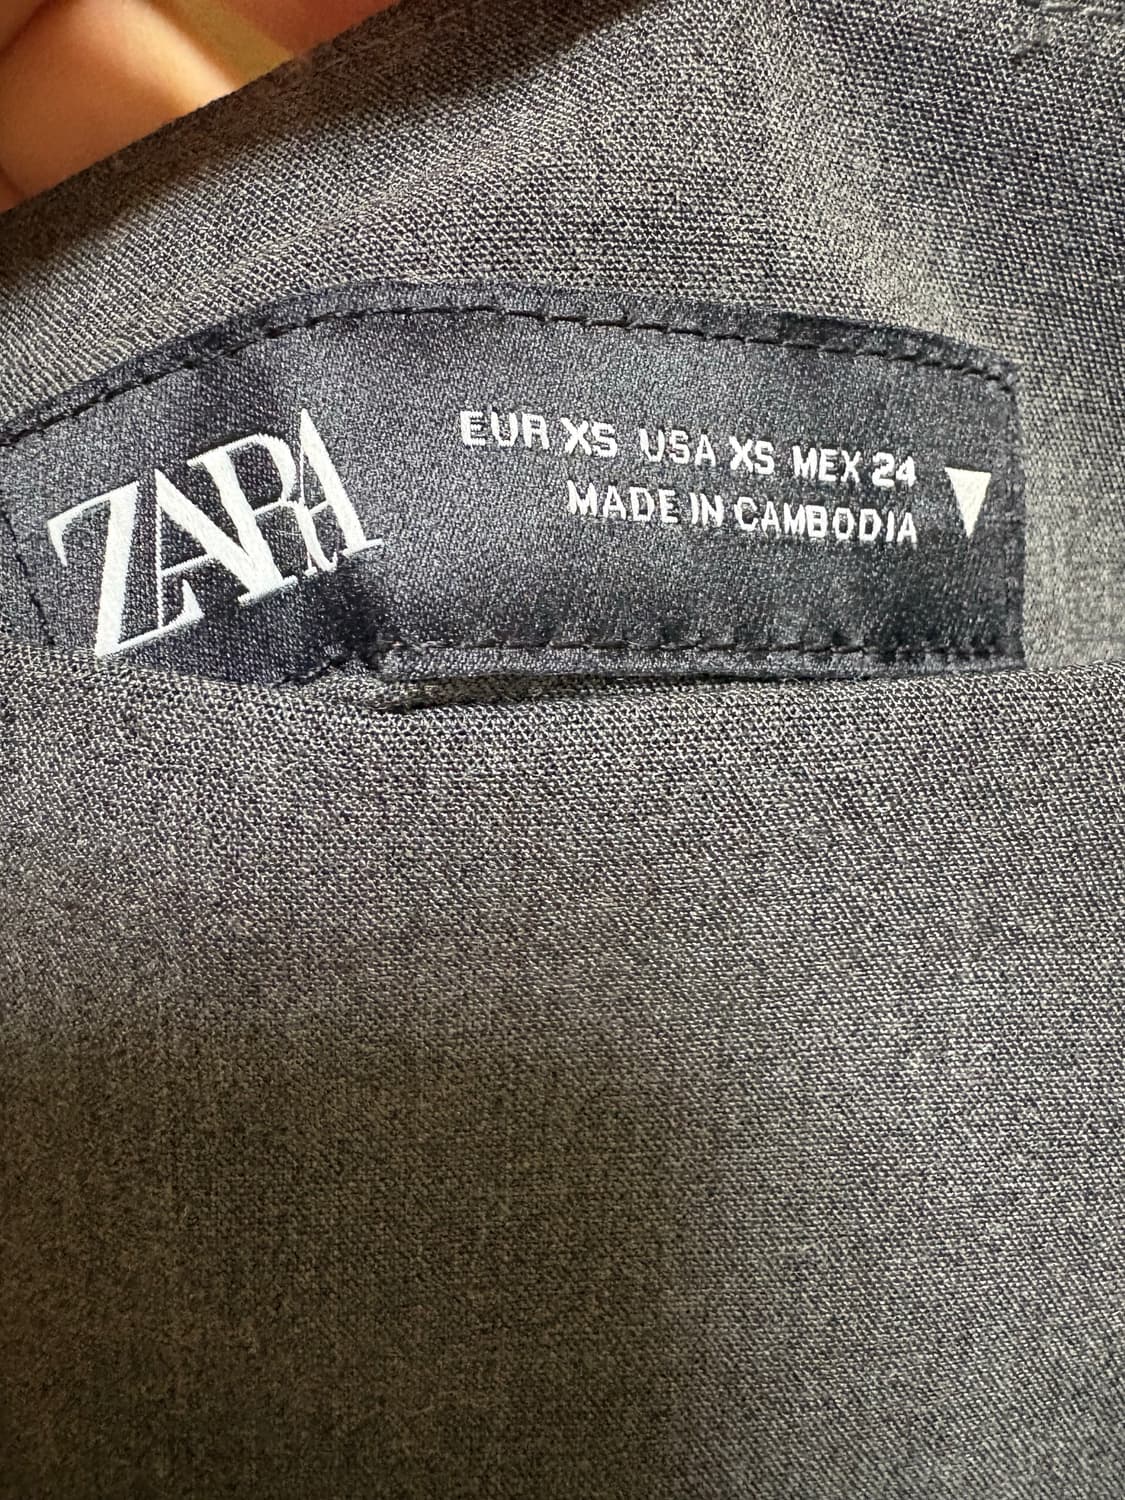 ZARA
EUR XS USA XS MEX 24
MADE IN CAMBODIA